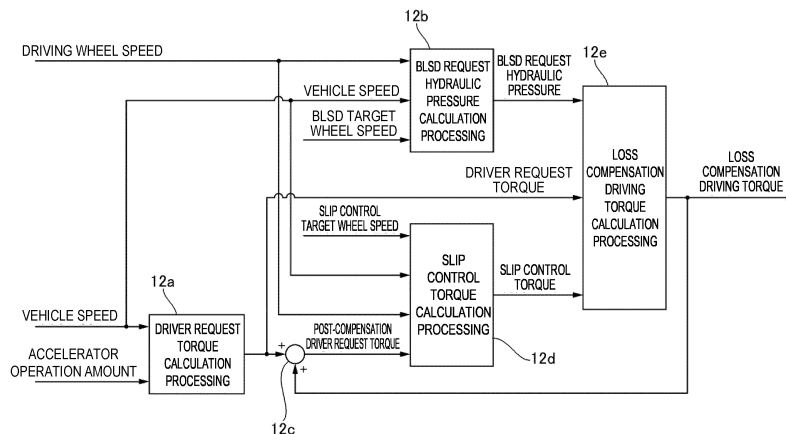 12b
DRIVING WHEEL SPEED
BLSD REQUEST
HYDRAULIC
PRESSURE
CALCULATION
PROCESSING
BLSD REQUEST
HYDRAULIC
PRESSURE
12e
VEHICLE SPEED
BLSD TARGET
WHEEL SPEED
LOSS
COMPENSATION
DRIVING
TORQUE
CALCULATION
PROCESSING
LOSS
COMPENSATION
DRIVING TORQUE
DRIVER REQUEST
TORQUE
SLIP CONTROL
TARGET WHEEL SPEED
SLIP
CONTROL
TORQUE
CALCULATION
PROCESSING
SLIP CONTROL
TORQUE
12a
VEHICLE SPEED
DRIVER REQUEST
TORQUE
CALCULATION
PROCESSING
ACCELERATOR
OPERATION AMOUNT
+
+
POST-COMPENSATION
DRIVER REQUEST TORQUE
12d
12c